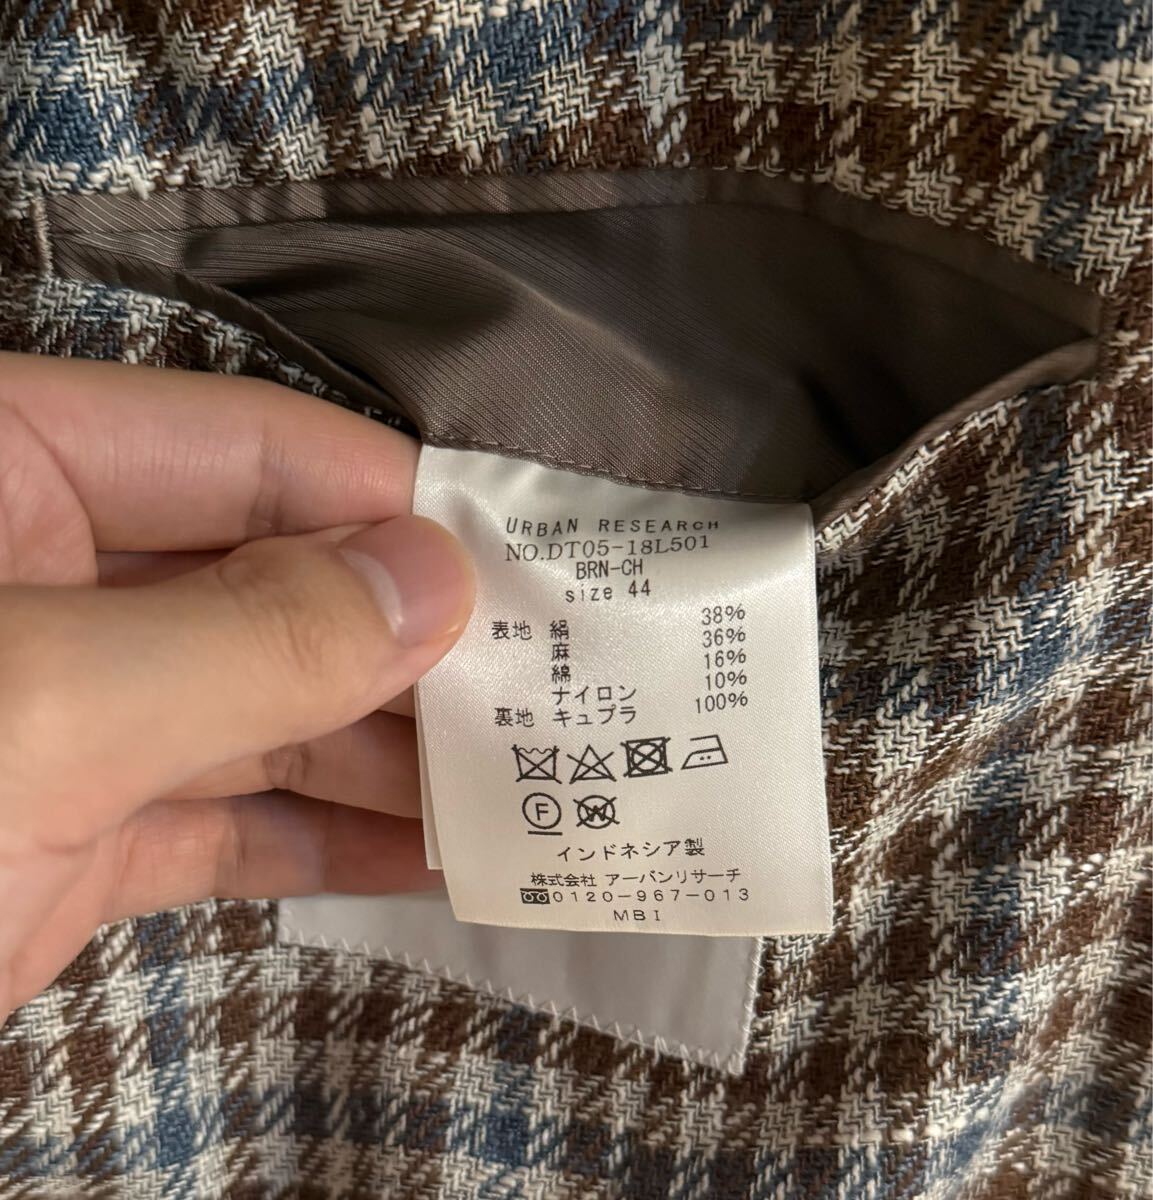 URBAN RESEARCH
NO.DT05-18L501
BRN-CH
size 44
表地 絹 38%
麻 36%
綿 16%
ナイロン 10%
裏地 キュプラ 100%
F W
インドネシア製
株式会社 アーバンリサーチ
0120-967-013
MBI